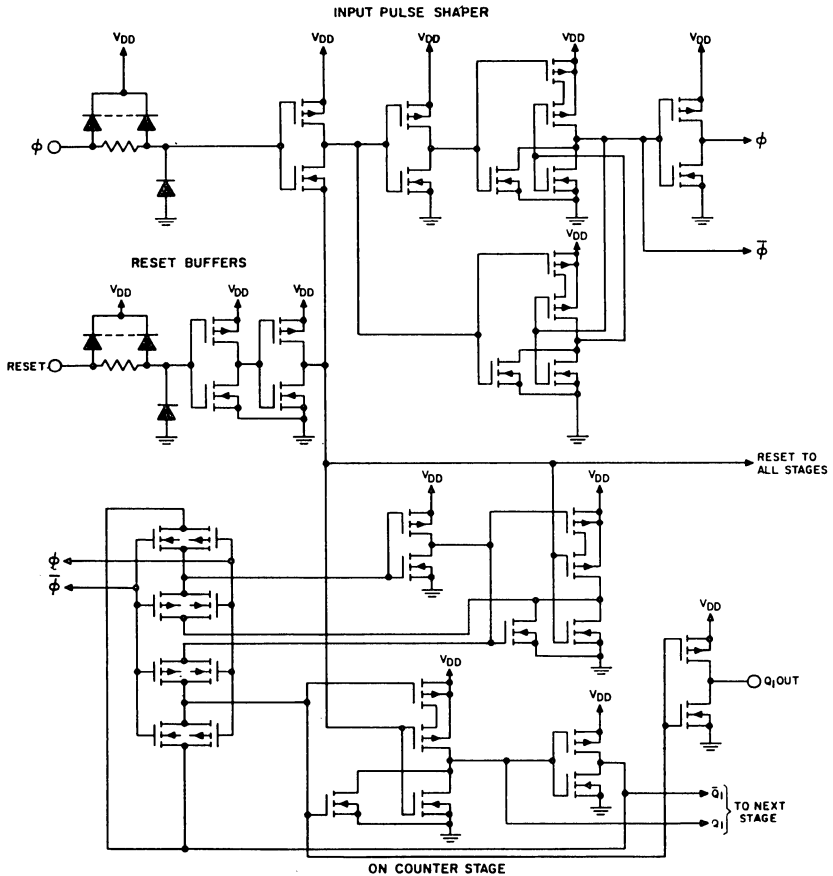 INPUT PULSE SHAPER
VDD
VDD
VDD
VDD
VDD
ϕ
ϕ
ϕ̅
VDD
RESET BUFFERS
VDD
VDD
VDD
RESET
RESET TO
ALL STAGES
VDD
VDD
ϕ
ϕ̅
VDD
VDD
Q1 OUT
VDD
Q̅1
TO NEXT
STAGE
Q1
ON COUNTER STAGE